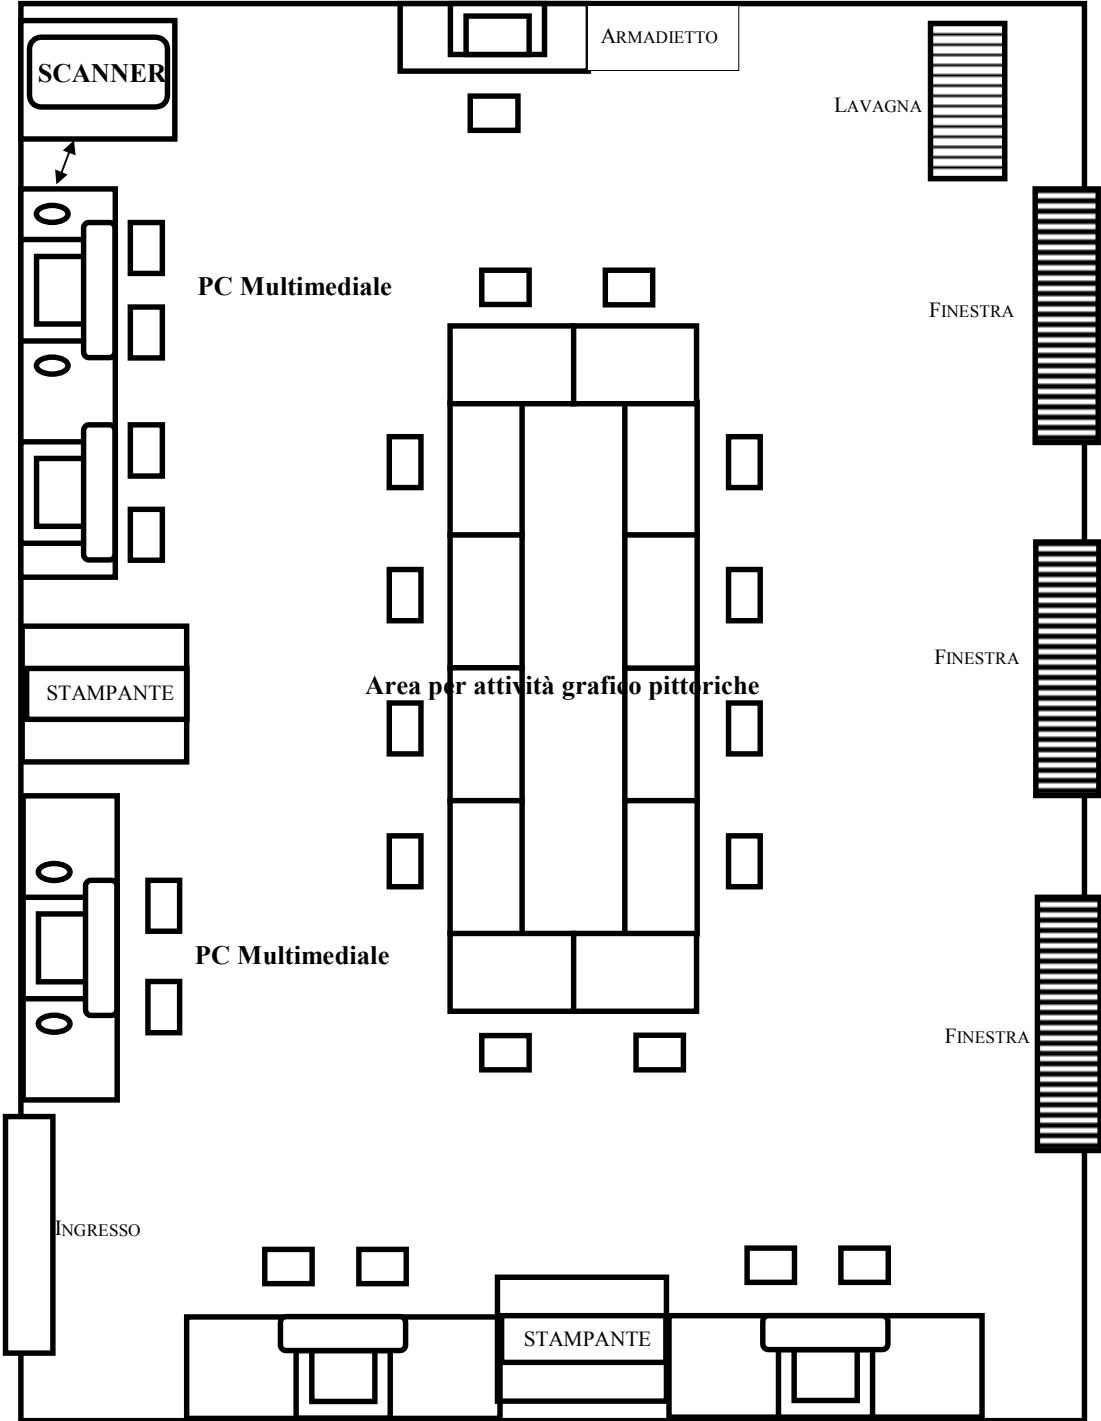 ARMADIETTO
SCANNER
LAVAGNA
PC Multimediale
FINESTRA
FINESTRA
Area per attività grafico pittoriche
STAMPANTE
PC Multimediale
FINESTRA
INGRESSO
STAMPANTE